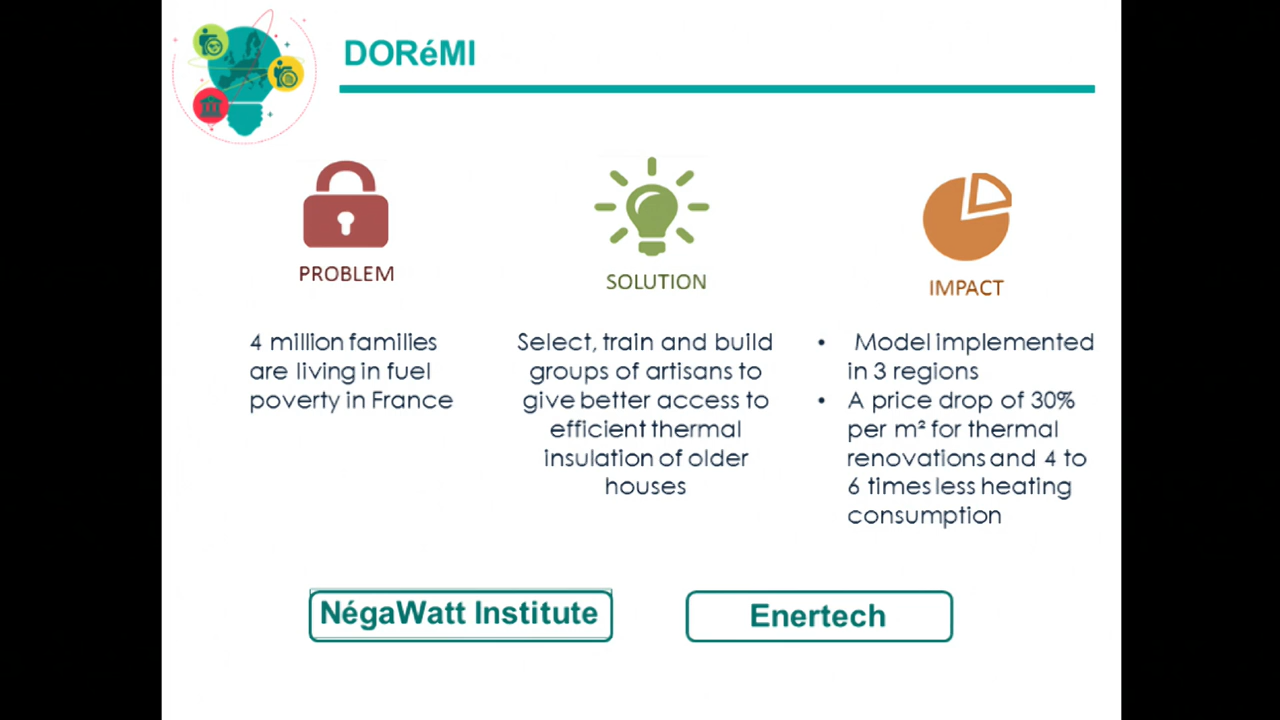 DORéMI
PROBLEM
4 million families
are living in fuel
poverty in France
SOLUTION
Select, train and build
groups of artisans to
give better access to
efficient thermal
insulation of older
houses
IMPACT
• Model implemented
in 3 regions
• A price drop of 30%
per m² for thermal
renovations and 4 to
6 times less heating
consumption
NégaWatt Institute
Enertech